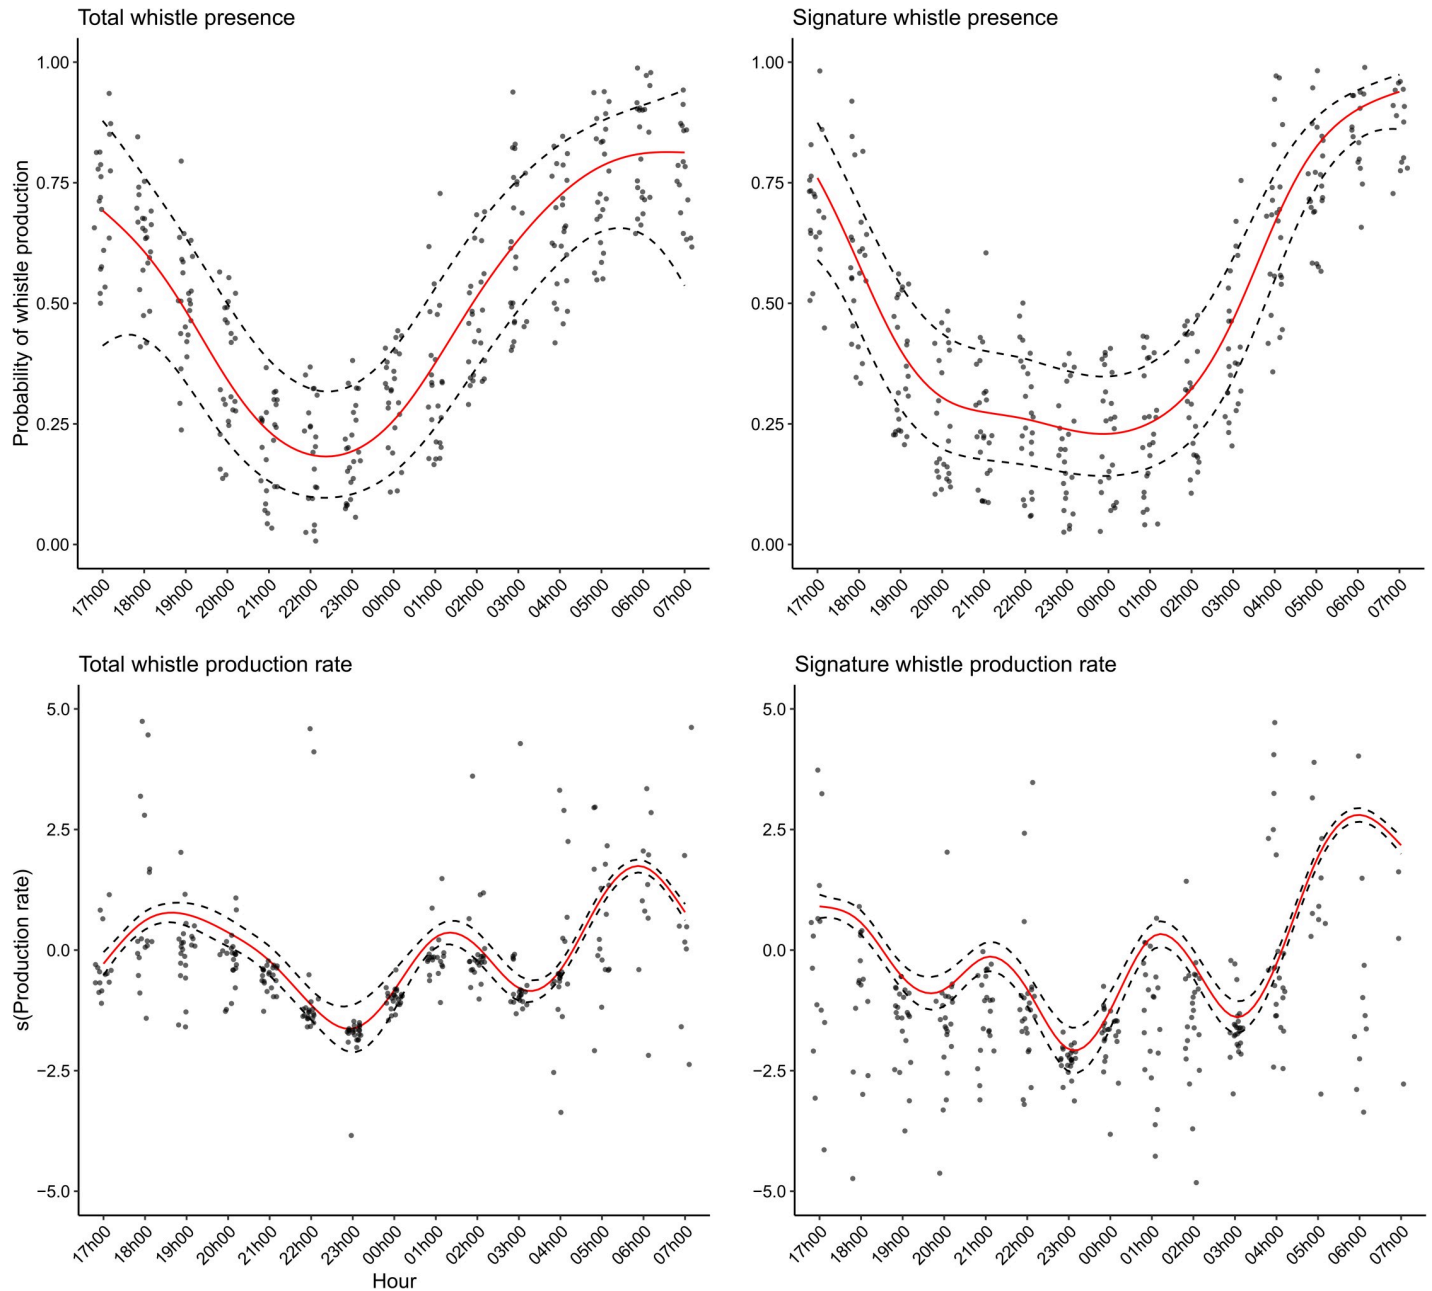 Total whistle presence
Signature whistle presence
Probability of whistle production
1.00
0.75
0.50
0.25
0.00
17h00 18h00 19h00 20h00 21h00 22h00 23h00 00h00 01h00 02h00 03h00 04h00 05h00 06h00 07h00
1.00
0.75
0.50
0.25
0.00
17h00 18h00 19h00 20h00 21h00 22h00 23h00 00h00 01h00 02h00 03h00 04h00 05h00 06h00 07h00
Total whistle production rate
Signature whistle production rate
s(Production rate)
5.0
2.5
0.0
−2.5
−5.0
17h00 18h00 19h00 20h00 21h00 22h00 23h00 00h00 01h00 02h00 03h00 04h00 05h00 06h00 07h00
Hour
5.0
2.5
0.0
−2.5
−5.0
17h00 18h00 19h00 20h00 21h00 22h00 23h00 00h00 01h00 02h00 03h00 04h00 05h00 06h00 07h00